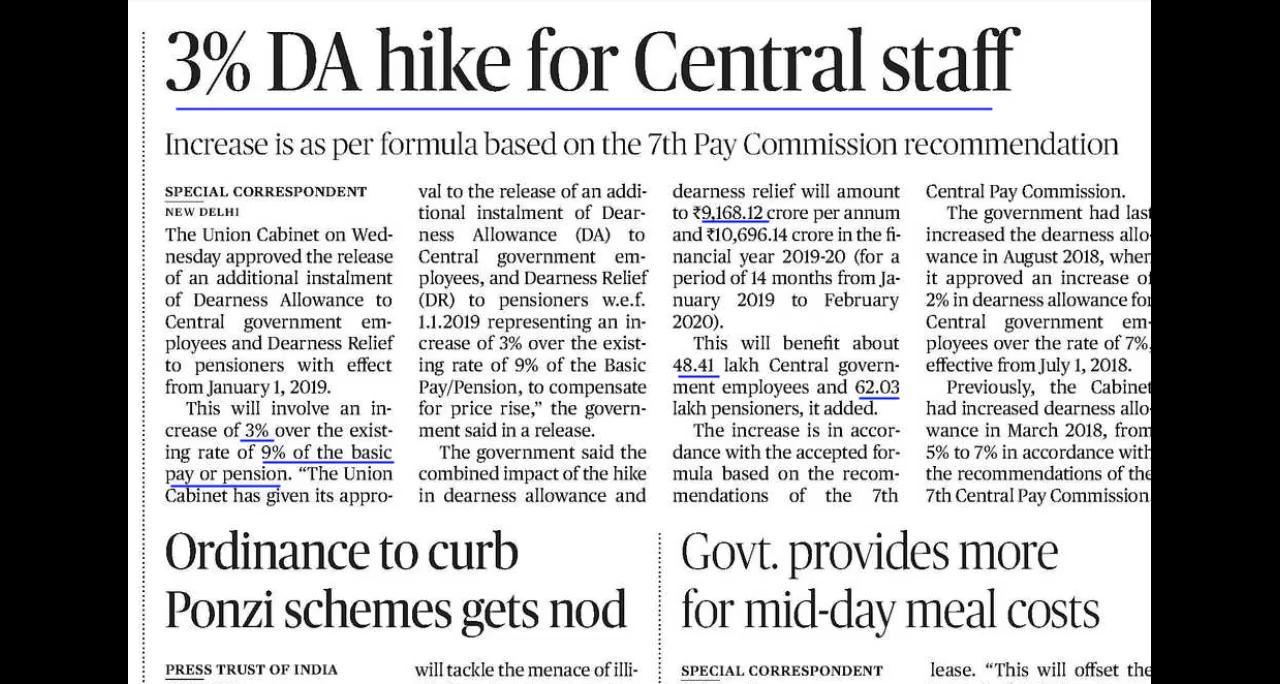 3% DA hike for Central staff
Increase is as per formula based on the 7th Pay Commission recommendation
SPECIAL CORRESPONDENT
NEW DELHI
The Union Cabinet on Wed-
nesday approved the release
of an additional instalment
of Dearness Allowance to
Central government em-
ployees and Dearness Relief
to pensioners with effect
from January 1, 2019.
This will involve an in-
crease of 3% over the exist-
ing rate of 9% of the basic
pay or pension. “The Union
Cabinet has given its appro-
val to the release of an addi-
tional instalment of Dear-
ness Allowance (DA) to
Central government em-
ployees, and Dearness Relief
(DR) to pensioners w.e.f.
1.1.2019 representing an in-
crease of 3% over the exist-
ing rate of 9% of the Basic
Pay/Pension, to compensate
for price rise,” the govern-
ment said in a release.
The government said the
combined impact of the hike
in dearness allowance and
dearness relief will amount
to ₹9,168.12 crore per annum
and ₹10,696.14 crore in the fi-
nancial year 2019-20 (for a
period of 14 months from Ja-
nuary 2019 to February
2020).
This will benefit about
48.41 lakh Central govern-
ment employees and 62.03
lakh pensioners, it added.
The increase is in accor-
dance with the accepted for-
mula based on the recom-
mendations of the 7th
Central Pay Commission.
The government had last
increased the dearness allo-
wance in August 2018, when
it approved an increase of
2% in dearness allowance for
Central government em-
ployees over the rate of 7%,
effective from July 1, 2018.
Previously, the Cabinet
had increased dearness allo-
wance in March 2018, from
5% to 7% in accordance with
the recommendations of the
7th Central Pay Commission
Ordinance to curb
Ponzi schemes gets nod
PRESS TRUST OF INDIA
will tackle the menace of illi-
Govt. provides more
for mid-day meal costs
SPECIAL CORRESPONDENT
lease. “This will offset the